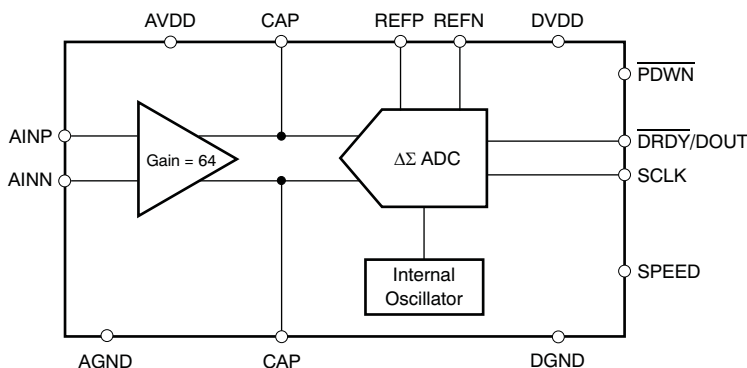 AVDD
CAP
REFP
REFN
DVDD
PDWN
AINP
Gain = 64
ΔΣ ADC
DRDY/DOUT
AINN
SCLK
Internal
Oscillator
SPEED
AGND
CAP
DGND